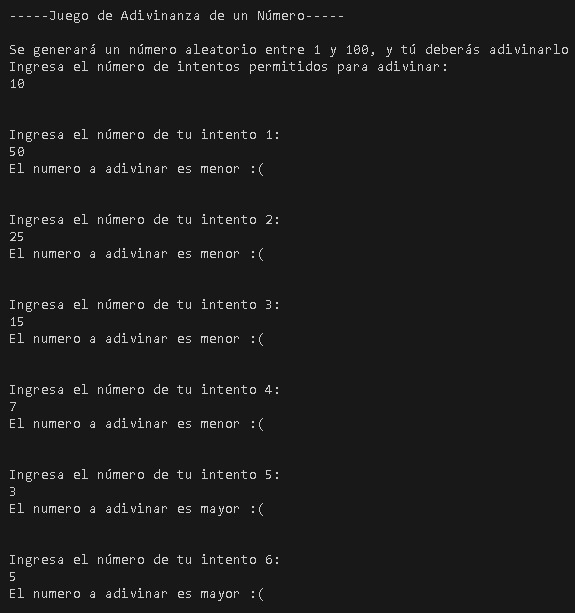 -----Juego de Adivinanza de un Número-----
Se generará un número aleatorio entre 1 y 100, y tú deberás adivinarlo
Ingresa el número de intentos permitidos para adivinar:
10
Ingresa el número de tu intento 1:
50
El numero a adivinar es menor :(
Ingresa el número de tu intento 2:
25
El numero a adivinar es menor :(
Ingresa el número de tu intento 3:
15
El numero a adivinar es menor :(
Ingresa el número de tu intento 4:
7
El numero a adivinar es menor :(
Ingresa el número de tu intento 5:
3
El numero a adivinar es mayor :(
Ingresa el número de tu intento 6:
5
El numero a adivinar es mayor :(